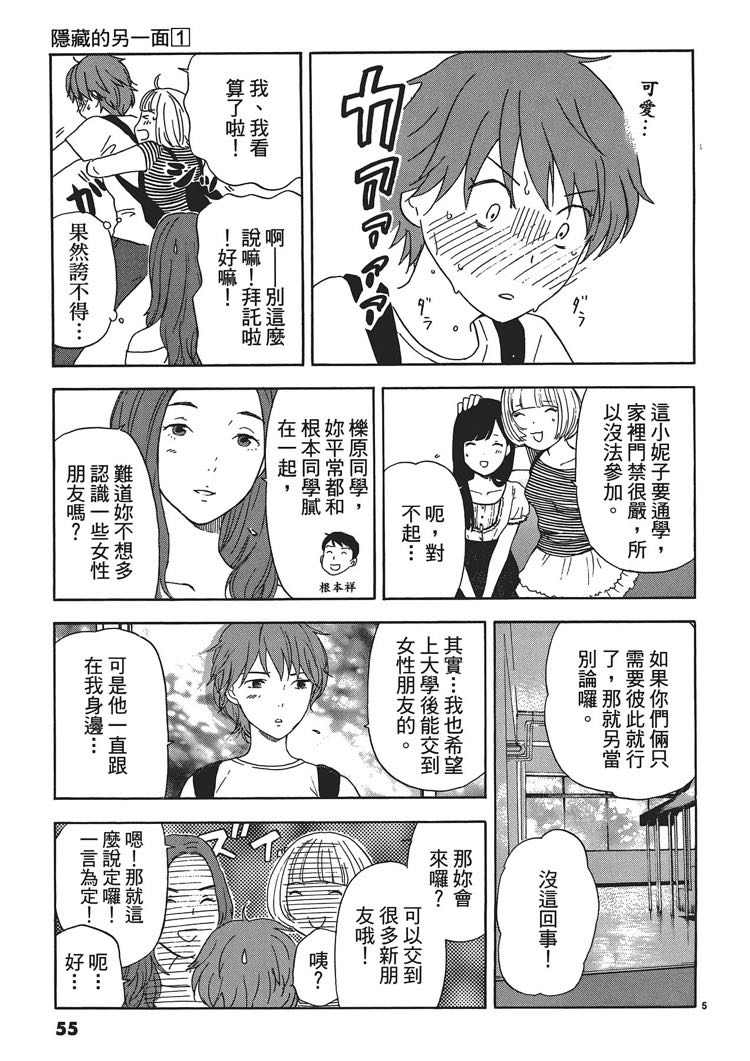 隱藏的另一面1
可愛…
カアアアア
ダラ
ダラ
我、我看
算了啦！
啊——別這麼
說嘛！拜託啦
！好嘛！
果然誇不得…
這小妮子要通學，
家裡門禁很嚴，所
以沒法參加。
呃，對
不起…
櫟原同學，
妳平常都和
根本同學膩
在一起，
根本祥
難道妳不想多
認識一些女性
朋友嗎？
如果你們倆只
需要彼此就行
了，那就另當
別論囉。
沒這回事！
其實…我也希望
上大學後能交到
女性朋友的。
可是他一直跟
在我身邊…
那妳會
來囉？
可以交到
很多新朋
友哦！
咦？
ズイ
嗯！那就這
麼說定囉！
一言為定！
呃…
好…
5
55